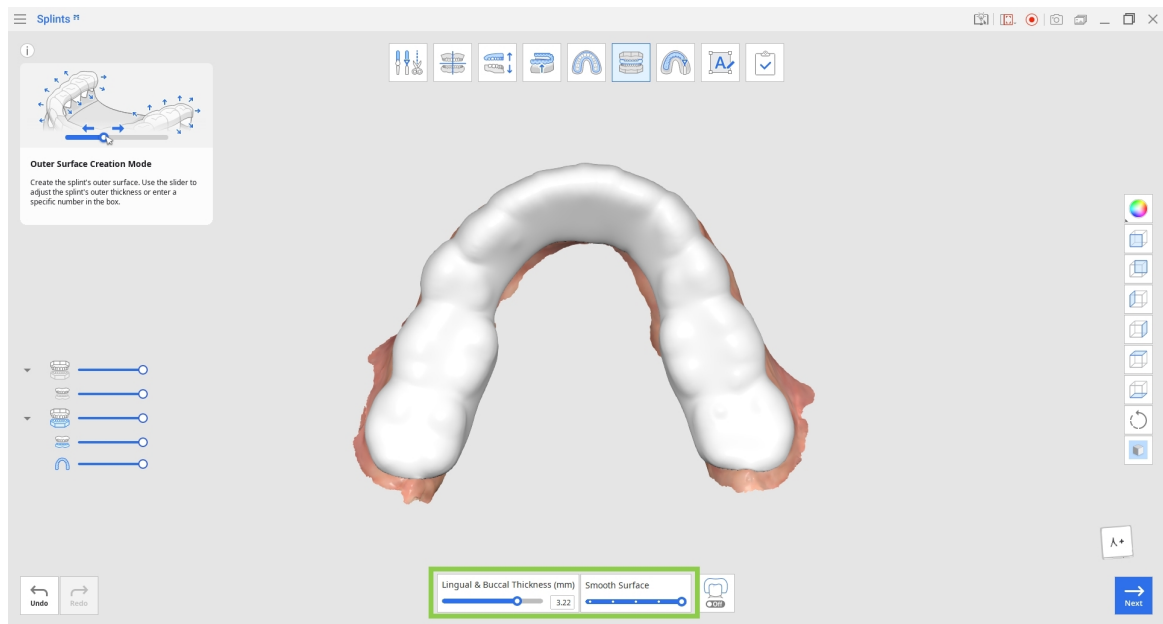 Splints
Outer Surface Creation Mode
Create the splint's outer surface. Use the slider to
adjust the splint's outer thickness or enter a
specific number in the box.
Undo
Redo
Lingual & Buccal Thickness (mm)
3.22
Smooth Surface
Off
Next